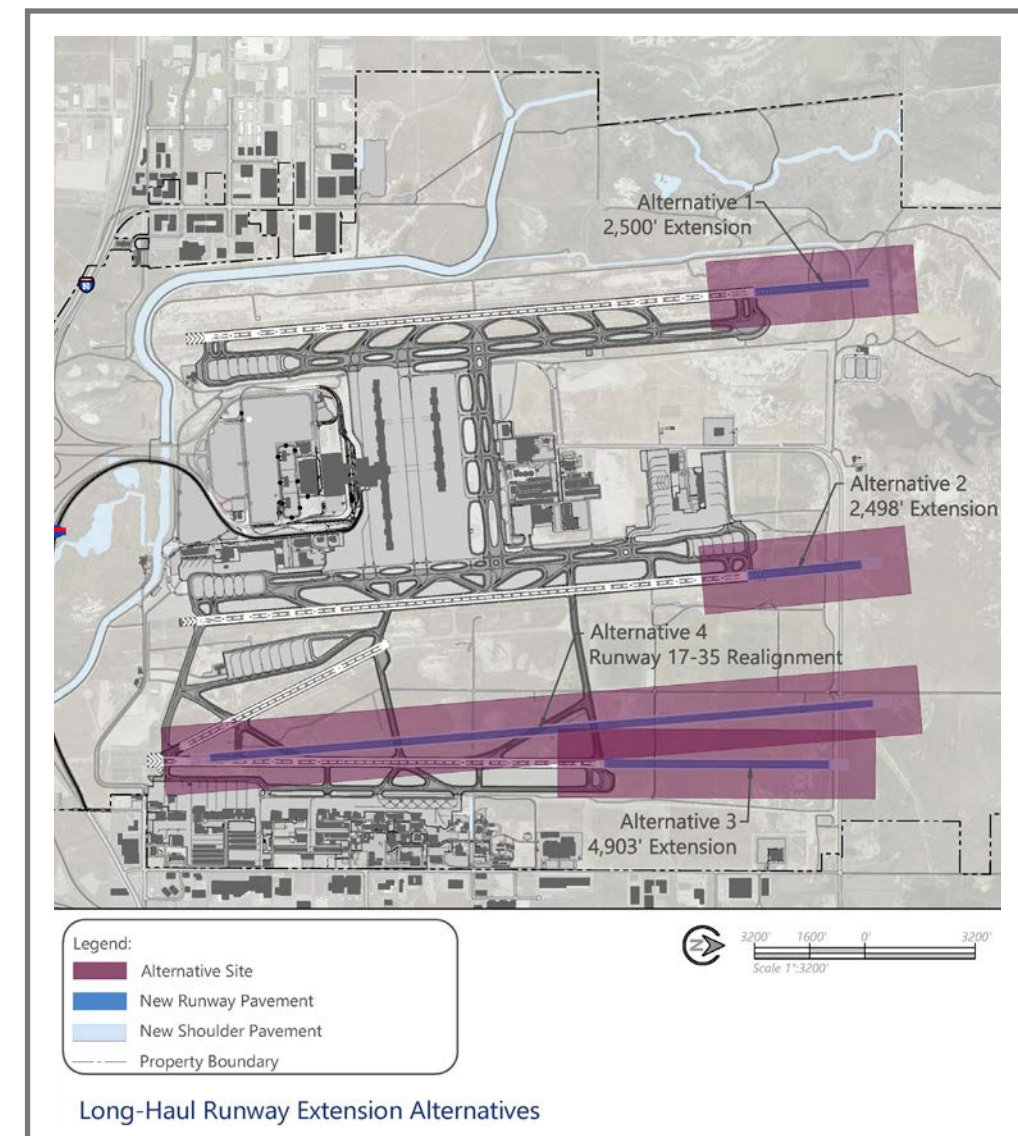 Alternative 1
2,500' Extension
80
Alternative 2
2,498' Extension
Alternative 4
Runway 17-35 Realignment
Alternative 3
4,903' Extension
Legend:
Alternative Site
New Runway Pavement
New Shoulder Pavement
Property Boundary
N
3200' 1600' 0' 3200'
Scale 1":3200'
Long-Haul Runway Extension Alternatives